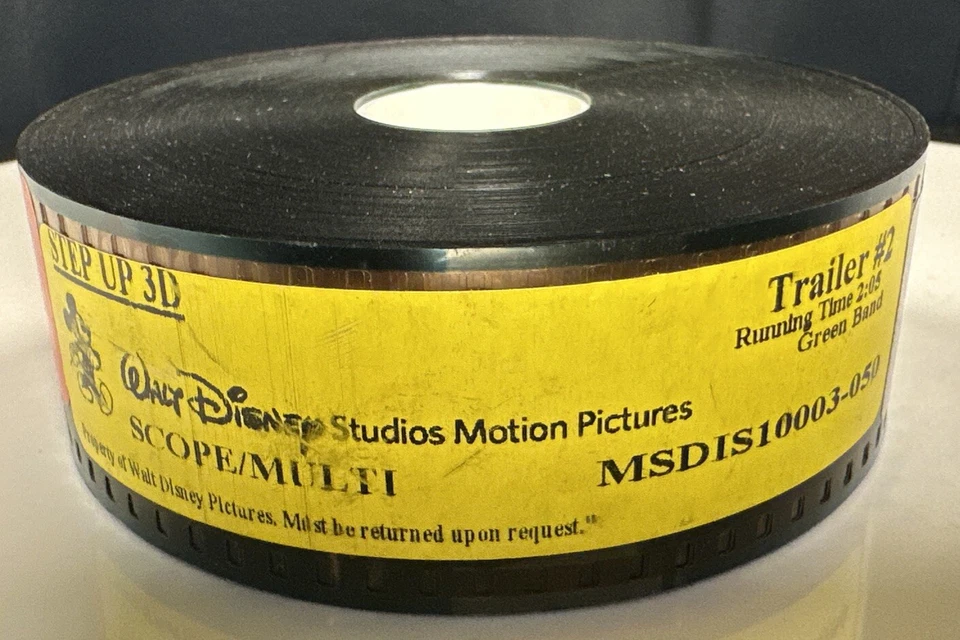 STEP UP 3D
Trailer #2
Running Time 2:05
Green Band
WALT DISNEY Studios Motion Pictures
SCOPE/MULTI
MSDIS10003-050
Property of Walt Disney Pictures. Must be returned upon request."